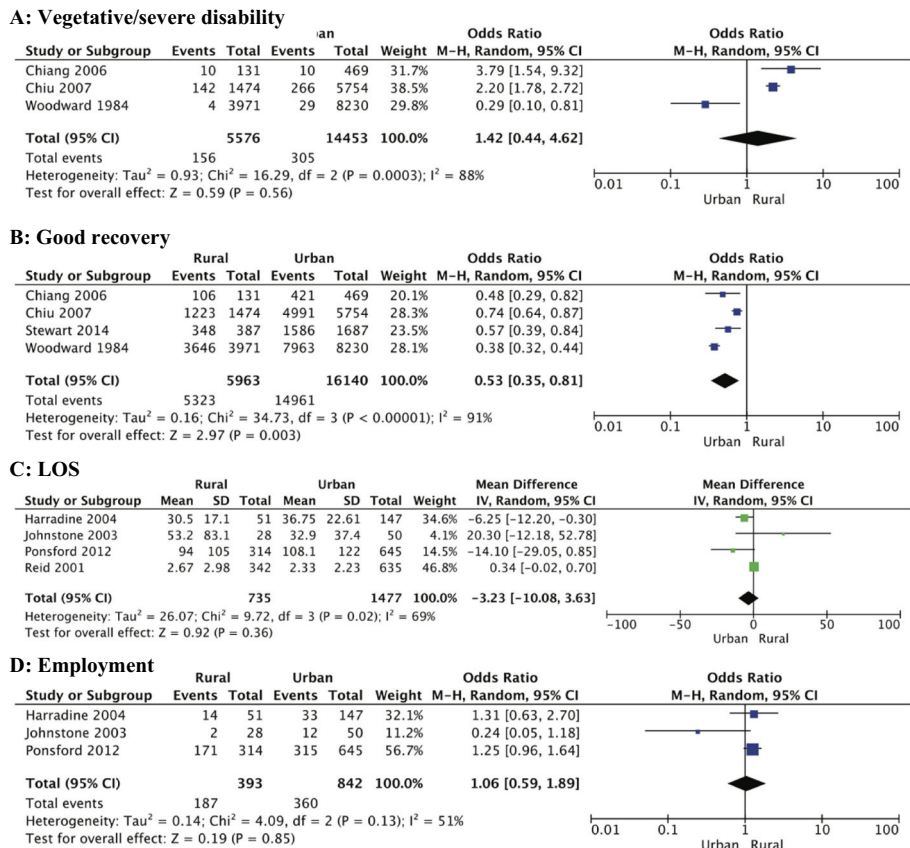 A: Vegetative/severe disability
an Odds Ratio Odds Ratio
Study or Subgroup Events Total Events Total Weight M-H, Random, 95% CI M-H, Random, 95% CI
Chiang 2006 10 131 10 469 31.7% 3.79 [1.54, 9.32]
Chiu 2007 142 1474 266 5754 38.5% 2.20 [1.78, 2.72]
Woodward 1984 4 3971 29 8230 29.8% 0.29 [0.10, 0.81]
Total (95% CI) 5576 14453 100.0% 1.42 [0.44, 4.62]
Total events 156 305
Heterogeneity: Tau² = 0.93; Chi² = 16.29, df = 2 (P = 0.0003); I² = 88%
Test for overall effect: Z = 0.59 (P = 0.56)
0.01 0.1 1 10 100
Urban Rural
B: Good recovery
Rural Urban Odds Ratio Odds Ratio
Study or Subgroup Events Total Events Total Weight M-H, Random, 95% CI M-H, Random, 95% CI
Chiang 2006 106 131 421 469 20.1% 0.48 [0.29, 0.82]
Chiu 2007 1223 1474 4991 5754 28.3% 0.74 [0.64, 0.87]
Stewart 2014 348 387 1586 1687 23.5% 0.57 [0.39, 0.84]
Woodward 1984 3646 3971 7963 8230 28.1% 0.38 [0.32, 0.44]
Total (95% CI) 5963 16140 100.0% 0.53 [0.35, 0.81]
Total events 5323 14961
Heterogeneity: Tau² = 0.16; Chi² = 34.73, df = 3 (P < 0.00001); I² = 91%
Test for overall effect: Z = 2.97 (P = 0.003)
0.01 0.1 1 10 100
Urban Rural
C: LOS
Rural Urban Mean Difference Mean Difference
Study or Subgroup Mean SD Total Mean SD Total Weight IV, Random, 95% CI IV, Random, 95% CI
Harradine 2004 30.5 17.1 51 36.75 22.61 147 34.6% -6.25 [-12.20, -0.30]
Johnstone 2003 53.2 83.1 28 32.9 37.4 50 4.1% 20.30 [-12.18, 52.78]
Ponsford 2012 94 105 314 108.1 122 645 14.5% -14.10 [-29.05, 0.85]
Reid 2001 2.67 2.98 342 2.33 2.23 635 46.8% 0.34 [-0.02, 0.70]
Total (95% CI) 735 1477 100.0% -3.23 [-10.08, 3.63]
Heterogeneity: Tau² = 26.07; Chi² = 9.72, df = 3 (P = 0.02); I² = 69%
Test for overall effect: Z = 0.92 (P = 0.36)
-100 -50 0 50 100
Urban Rural
D: Employment
Rural Urban Odds Ratio Odds Ratio
Study or Subgroup Events Total Events Total Weight M-H, Random, 95% CI M-H, Random, 95% CI
Harradine 2004 14 51 33 147 32.1% 1.31 [0.63, 2.70]
Johnstone 2003 2 28 12 50 11.2% 0.24 [0.05, 1.18]
Ponsford 2012 171 314 315 645 56.7% 1.25 [0.96, 1.64]
Total (95% CI) 393 842 100.0% 1.06 [0.59, 1.89]
Total events 187 360
Heterogeneity: Tau² = 0.14; Chi² = 4.09, df = 2 (P = 0.13); I² = 51%
Test for overall effect: Z = 0.19 (P = 0.85)
0.01 0.1 1 10 100
Urban Rural